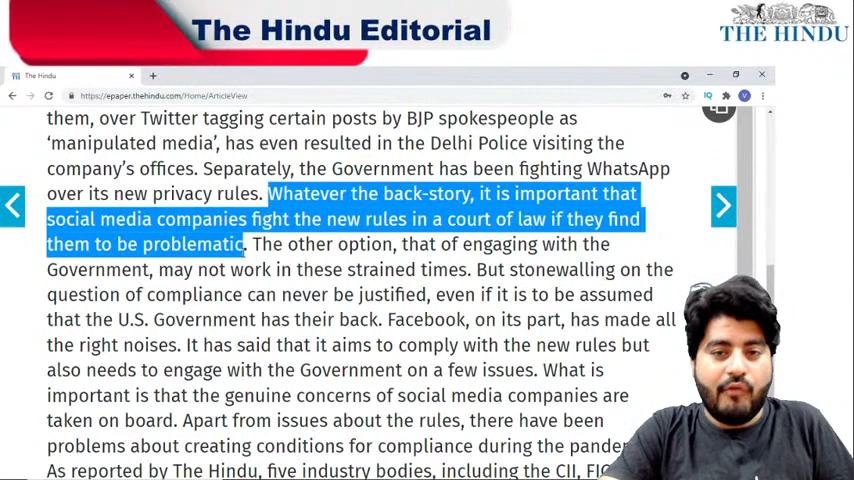 The Hindu Editorial
THE HINDU
The Hindu
https://epaper.thehindu.com/Home/ArticleView
IQ
V
them, over Twitter tagging certain posts by BJP spokespeople as
‘manipulated media’, has even resulted in the Delhi Police visiting the
company’s offices. Separately, the Government has been fighting WhatsApp
over its new privacy rules. Whatever the back-story, it is important that
social media companies fight the new rules in a court of law if they find
them to be problematic. The other option, that of engaging with the
Government, may not work in these strained times. But stonewalling on the
question of compliance can never be justified, even if it is to be assumed
that the U.S. Government has their back. Facebook, on its part, has made all
the right noises. It has said that it aims to comply with the new rules but
also needs to engage with the Government on a few issues. What is
important is that the genuine concerns of social media companies are
taken on board. Apart from issues about the rules, there have been
problems about creating conditions for compliance during the
As reported by The Hindu, five industry bodies, including the CII,